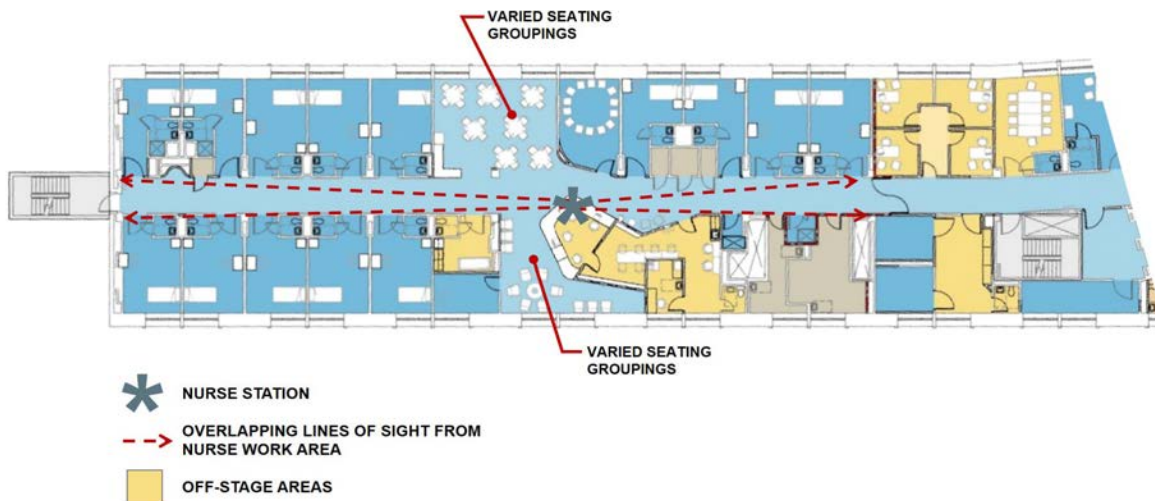 VARIED SEATING
GROUPINGS
VARIED SEATING
GROUPINGS
NURSE STATION
OVERLAPPING LINES OF SIGHT FROM
NURSE WORK AREA
OFF-STAGE AREAS